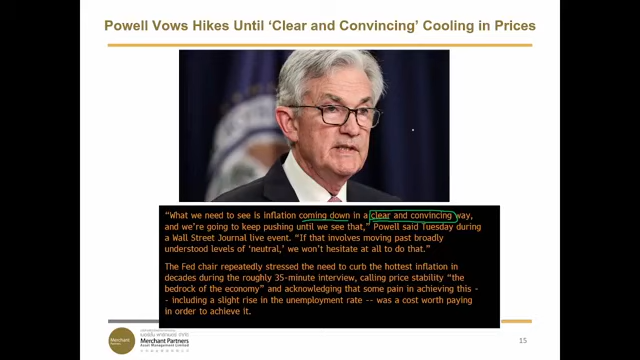 Powell Vows Hikes Until ‘Clear and Convincing’ Cooling in Prices
“What we need to see is inflation coming down in a clear and convincing way,
and we’re going to keep pushing until we see that,” Powell said Tuesday during
a Wall Street Journal live event. “If that involves moving past broadly
understood levels of ‘neutral,’ we won’t hesitate at all to do that.”
The Fed chair repeatedly stressed the need to curb the hottest inflation in
decades during the roughly 35-minute interview, calling price stability “the
bedrock of the economy” and acknowledging that some pain in achieving this -
- including a slight rise in the unemployment rate -- was a cost worth paying
in order to achieve it.
Merchant
Partners
Merchant Partners
Asset Management Limited
15